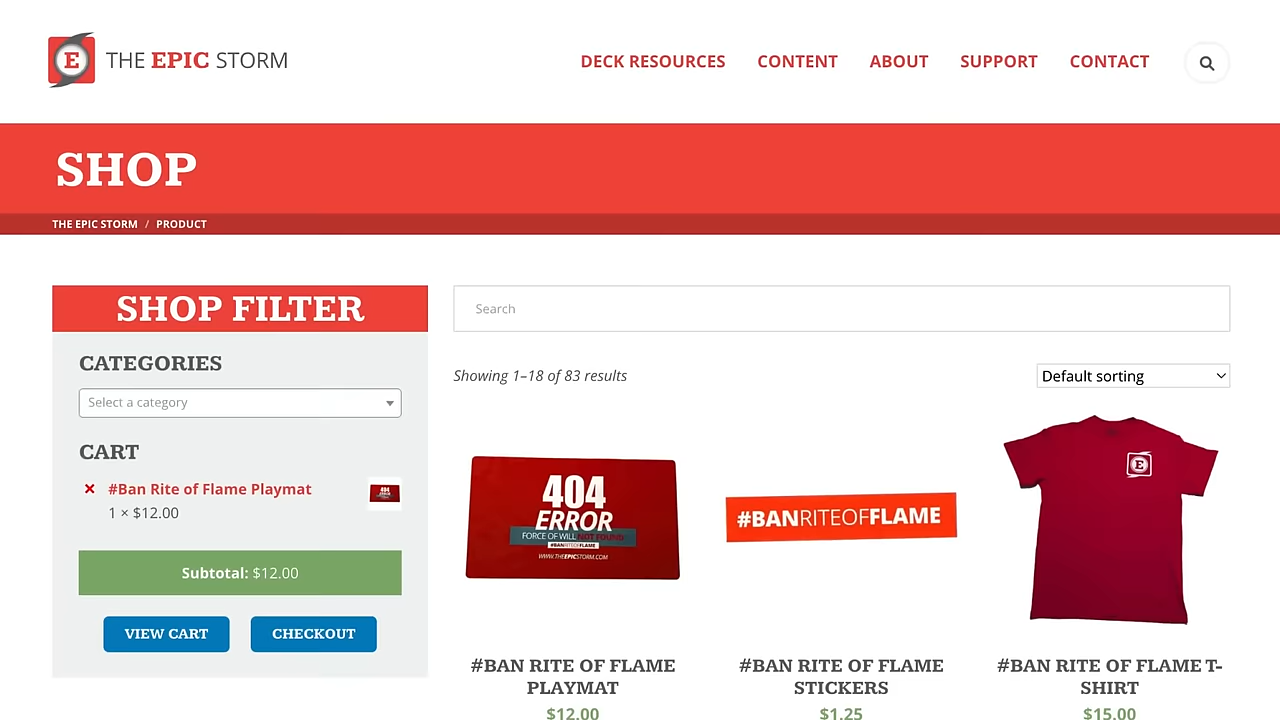 E THE EPIC STORM
DECK RESOURCES
CONTENT
ABOUT
SUPPORT
CONTACT
SHOP
THE EPIC STORM / PRODUCT
SHOP FILTER
CATEGORIES
Select a category
CART
× #Ban Rite of Flame Playmat
1 × $12.00
404
ERROR
Subtotal: $12.00
VIEW CART
CHECKOUT
Search
Showing 1–18 of 83 results
Default sorting
404
ERROR
FORCE OF WILL NOT FOUND
#BANRITEOFFLAME
WWW.THEEPICSTORM.COM
#BAN RITE OF FLAME
PLAYMAT
$12.00
#BANRITEOFFLAME
#BAN RITE OF FLAME
STICKERS
$1.25
E
#BAN RITE OF FLAME T-
SHIRT
$15.00